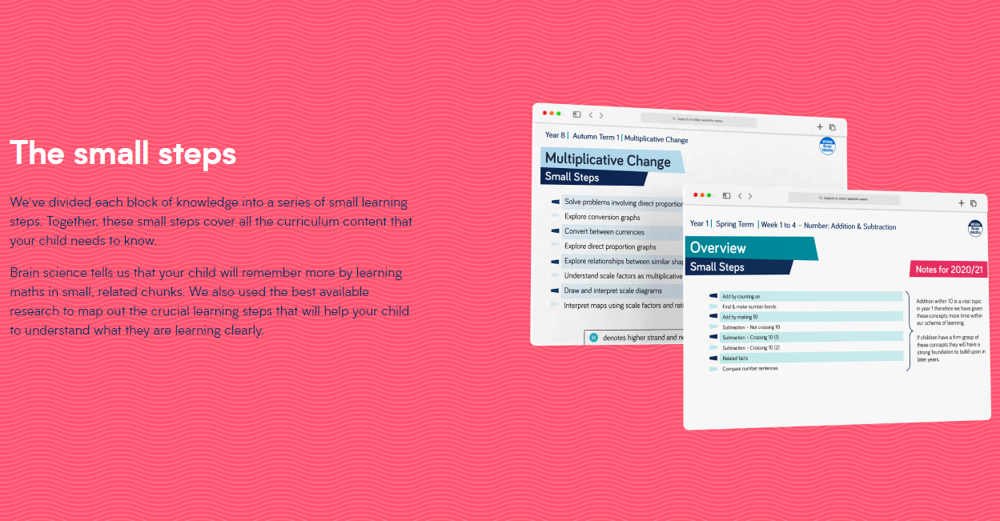 The small steps
We've divided each block of knowledge into a series of small learning
steps. Together, these small steps cover all the curriculum content that
your child needs to know.
Brain science tells us that your child will remember more by learning
maths in small, related chunks. We also used the best available
research to map out the crucial learning steps that will help your child
to understand what they are learning clearly.
Search or enter website name
Year 8 | Autumn Term 1 | Multiplicative Change
White
Rose
Maths
Multiplicative Change
Small Steps
Solve problems involving direct proportion
Explore conversion graphs
Convert between currencies
Explore direct proportion graphs
Explore relationships between similar shap
Understand scale factors as multiplicative
Draw and interpret scale diagrams
Interpret maps using scale factors and rati
H denotes higher strand and no
Search or enter website name
Year 1 | Spring Term | Week 1 to 4 – Number: Addition & Subtraction
White
Rose
Maths
Overview
Small Steps
Notes for 2020/21
Add by counting on
Find & make number bonds
Add by making 10
Subtraction – Not crossing 10
Subtraction – Crossing 10 (1)
Subtraction – Crossing 10 (2)
Related facts
Compare number sentences
Addition within 10 is a vital topic
in year 1 therefore we have given
these concepts more time within
our scheme of learning.
If children have a firm grasp of
these concepts they will have a
strong foundation to build upon in
later years.